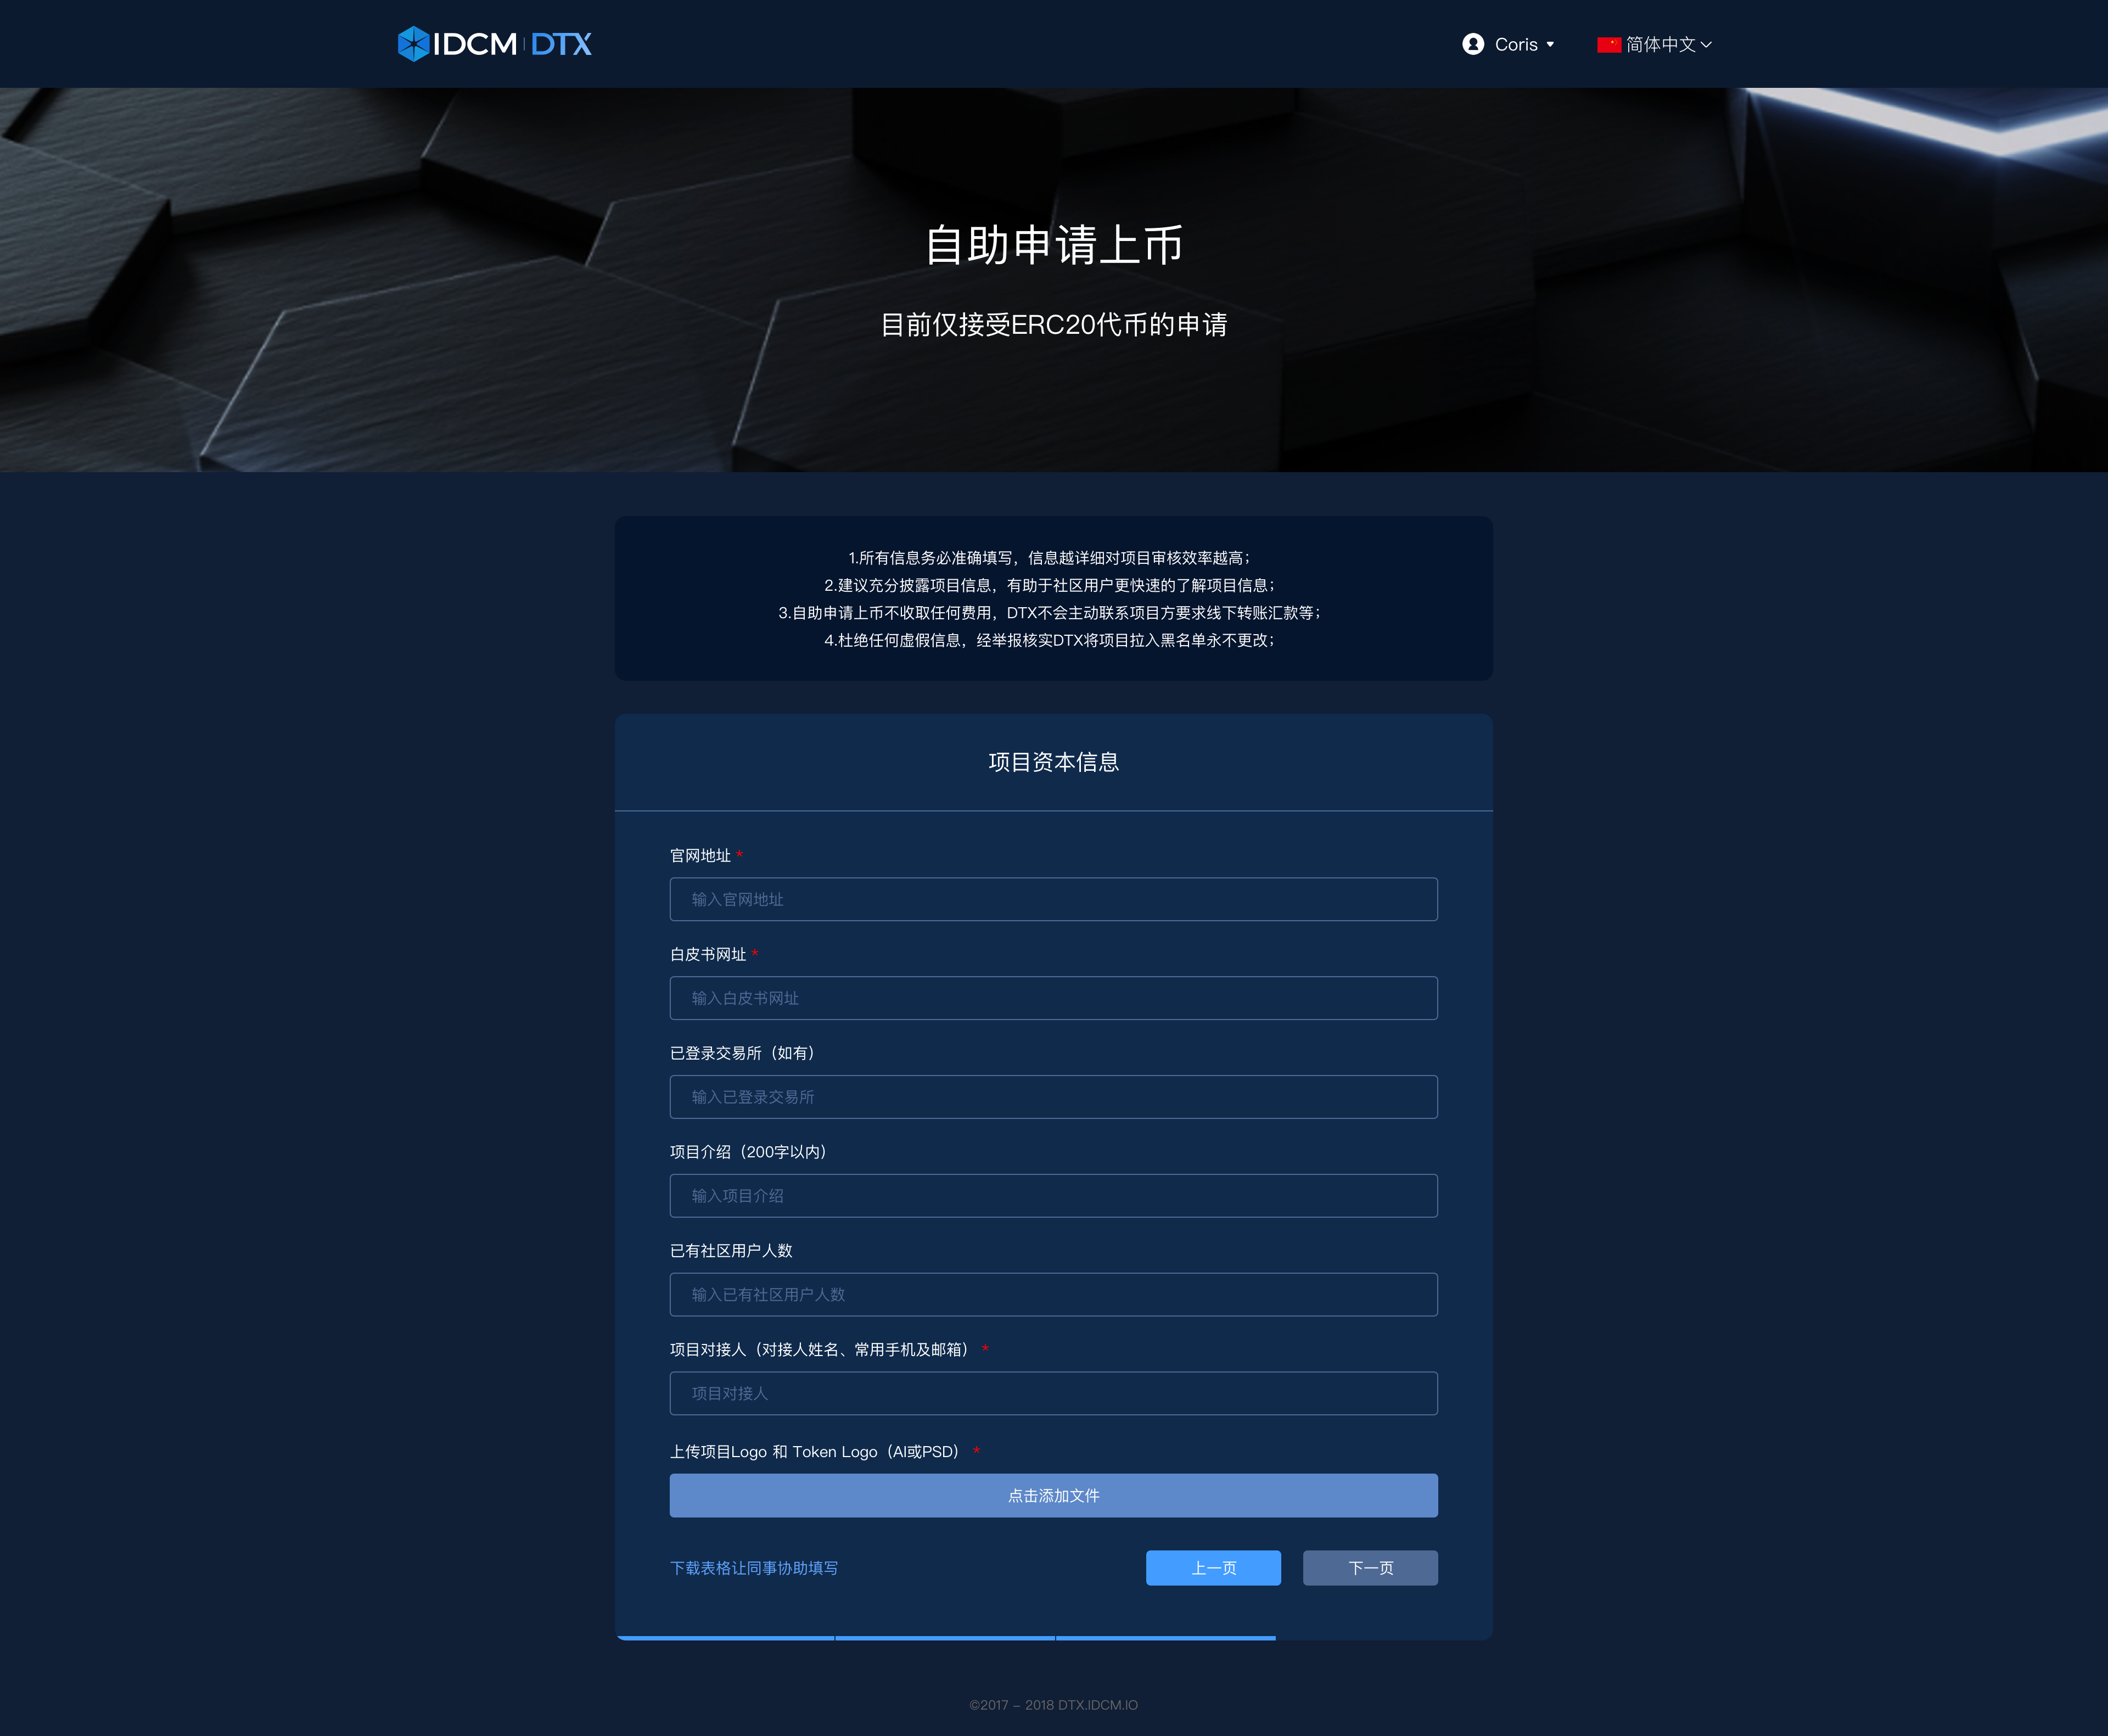 IDCM DTX
Coris
简体中文
自助申请上币
目前仅接受ERC20代币的申请
1.所有信息务必准确填写，信息越详细对项目审核效率越高；
2.建议充分披露项目信息，有助于社区用户更快速的了解项目信息；
3.自助申请上币不收取任何费用，DTX不会主动联系项目方要求线下转账汇款等；
4.杜绝任何虚假信息，经举报核实DTX将项目拉入黑名单永不更改；
项目资本信息
官网地址 *
输入官网地址
白皮书网址 *
输入白皮书网址
已登录交易所（如有）
输入已登录交易所
项目介绍（200字以内）
输入项目介绍
已有社区用户人数
输入已有社区用户人数
项目对接人（对接人姓名、常用手机及邮箱） *
项目对接人
上传项目Logo 和 Token Logo（AI或PSD） *
点击添加文件
下载表格让同事协助填写
上一页
下一页
©2017 – 2018 DTX.IDCM.IO